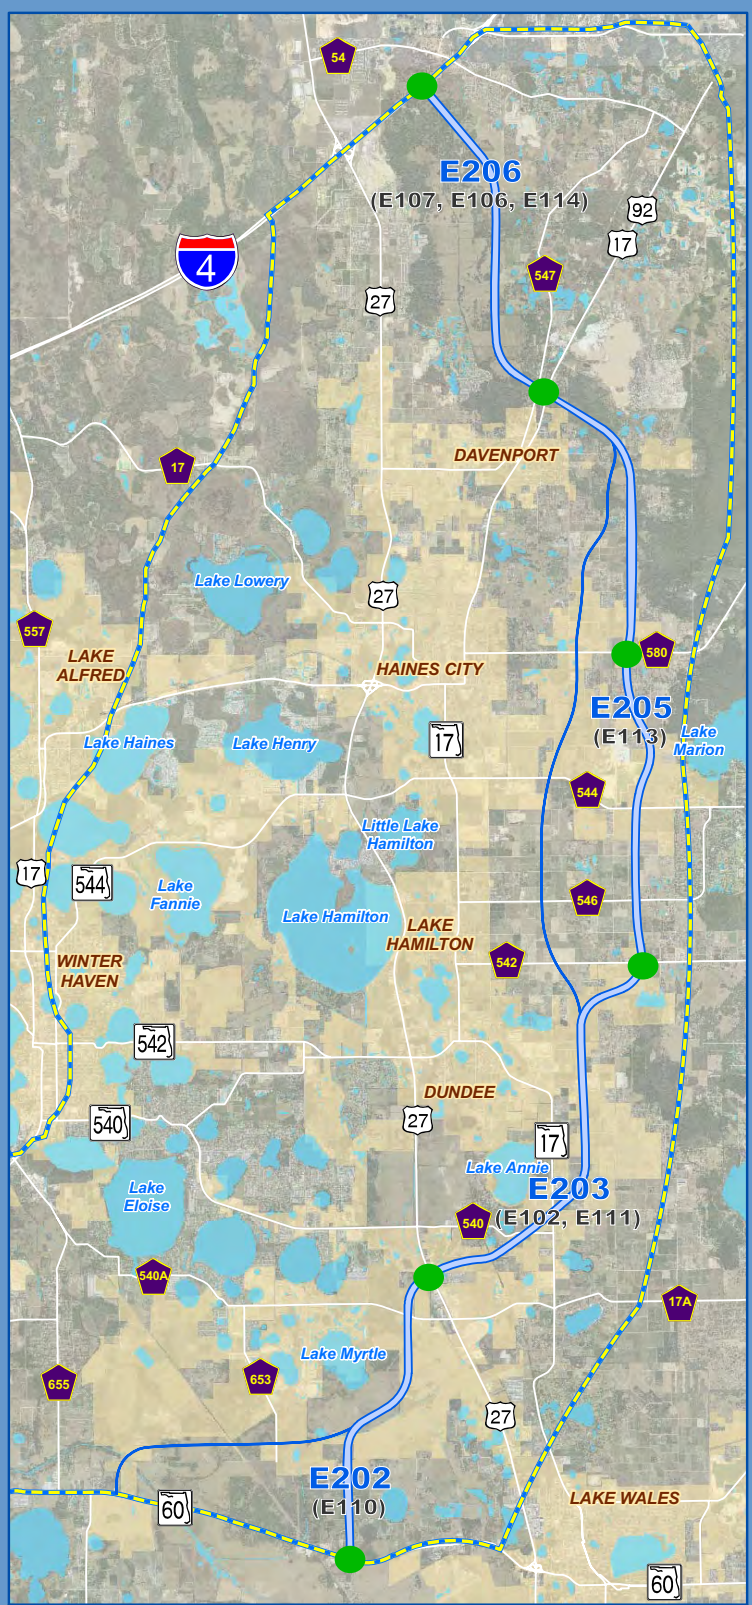 54
E206
(E107, E106, E114)
92
17
4
547
27
DAVENPORT
17
Lake Lowery
27
557
LAKE
ALFRED
580
HAINES CITY
E205
(E113)
Lake
Marion
Lake Haines
Lake Henry
17
544
Little Lake
Hamilton
17
544
Lake
Fannie
546
Lake Hamilton
LAKE
HAMILTON
542
WINTER
HAVEN
542
DUNDEE
540
27
17
Lake Annie
Lake
Eloise
E203
(E102, E111)
540
540A
17A
Lake Myrtle
655
653
27
E202
(E110)
LAKE WALES
60
60